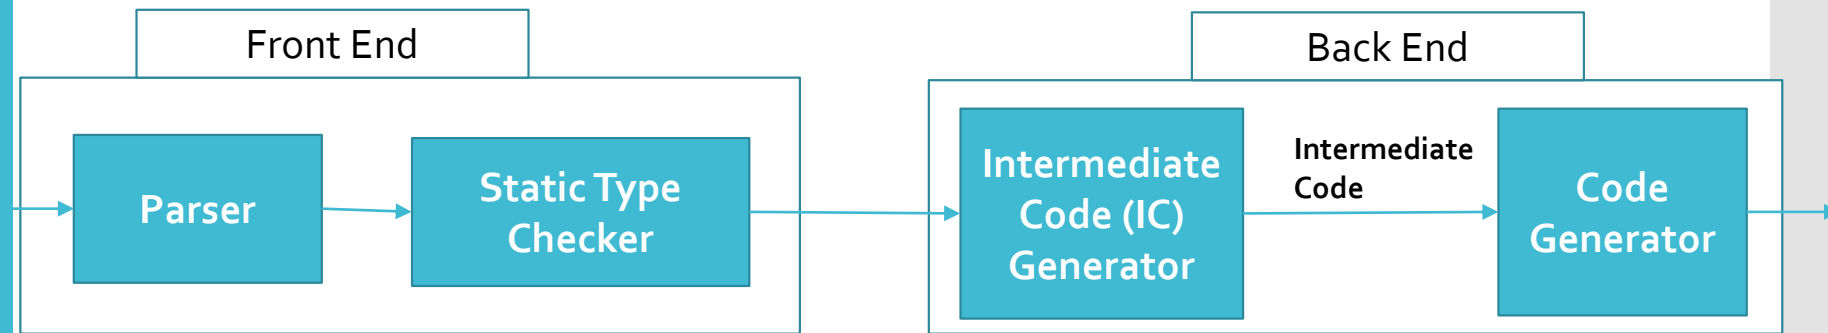 Front End
Back End
Parser
Static Type
Checker
Intermediate
Code (IC)
Generator
Intermediate
Code
Code
Generator